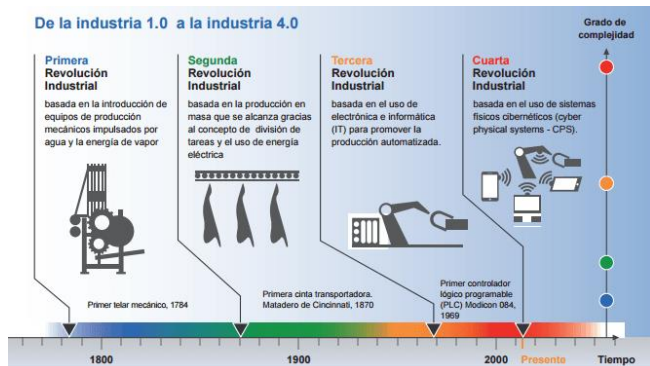 De la industria 1.0 a la industria 4.0
Grado de
complejidad
Primera
Revolución
Industrial
basada en la introducción de
equipos de producción
mecánicos impulsados por
agua y la energía de vapor
Segunda
Revolución
Industrial
basada en la producción en
masa que se alcanza gracias
al concepto de división de
tareas y el uso de energía
eléctrica
Tercera
Revolución
Industrial
basada en el uso de
electrónica e informática
(IT) para promover la
producción automatizada.
Cuarta
Revolución
Industrial
basada en el uso de sistemas
físicos cibernéticos (cyber
physical systems - CPS).
Primer telar mecánico, 1784
Primera cinta transportadora.
Matadero de Cincinnati, 1870
Primer controlador
lógico programable
(PLC) Modicon 084,
1969
1800
1900
2000
Presente
Tiempo